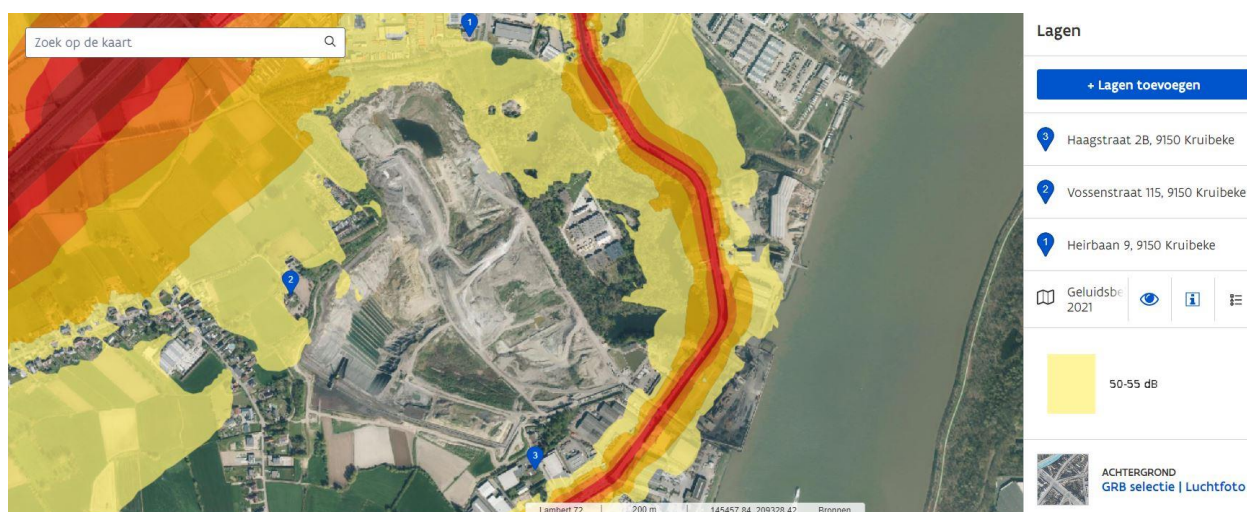 Zoek op de kaart
1
2
3
Lambert 72
200 m
145457.84, 209328.42
Bronnen
Lagen
+ Lagen toevoegen
3
Haagstraat 2B, 9150 Kruibeke
2
Vossenstraat 115, 9150 Kruibeke
1
Heirbaan 9, 9150 Kruibeke
Geluidsbe
2021
50-55 dB
ACHTERGROND
GRB selectie | Luchtfoto